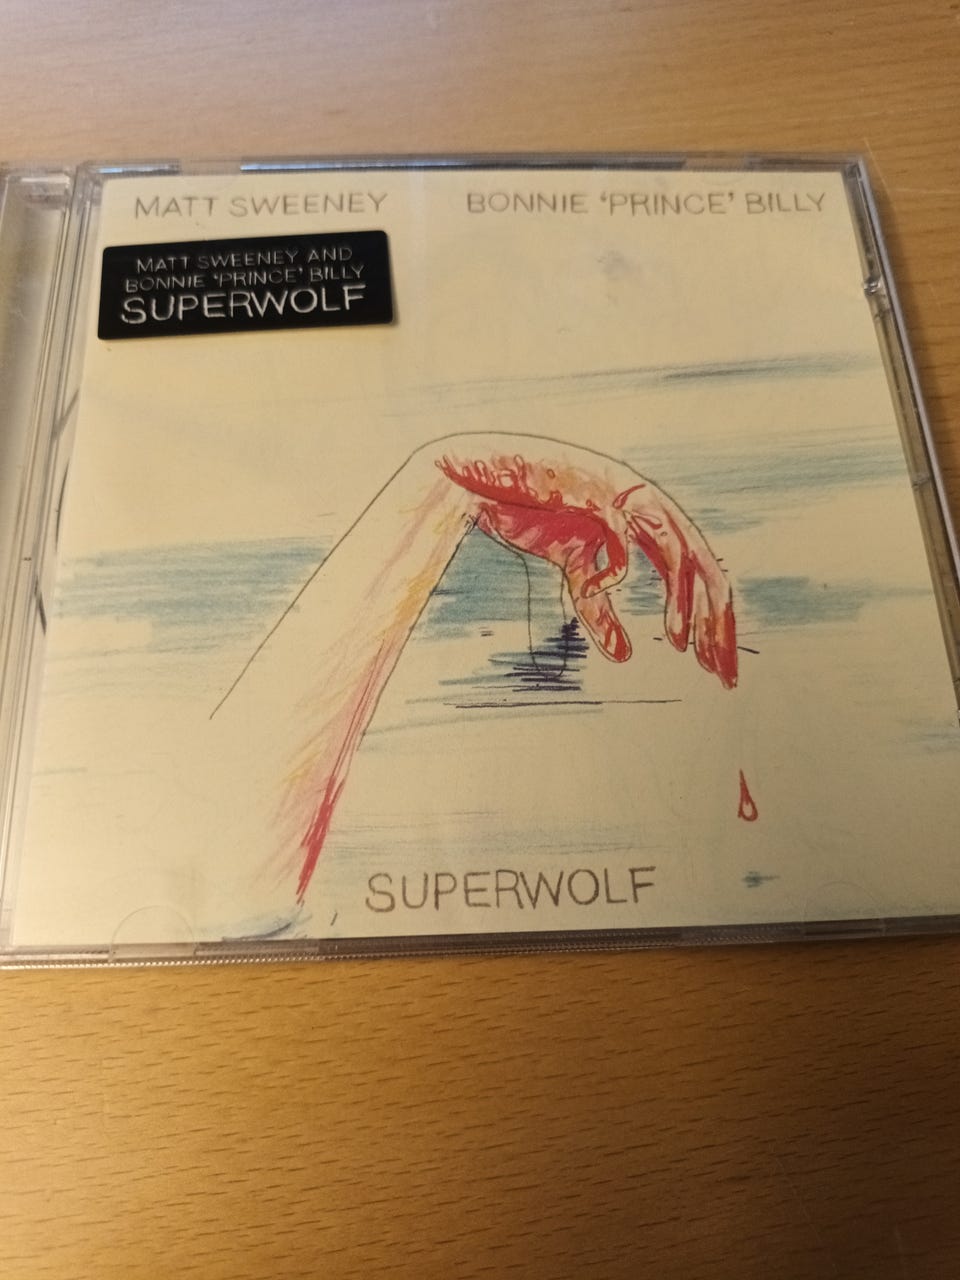 MATT SWEENEY
BONNIE ‘PRINCE’ BILLY
MATT SWEENEY AND
BONNIE ‘PRINCE’ BILLY
SUPERWOLF
SUPERWOLF